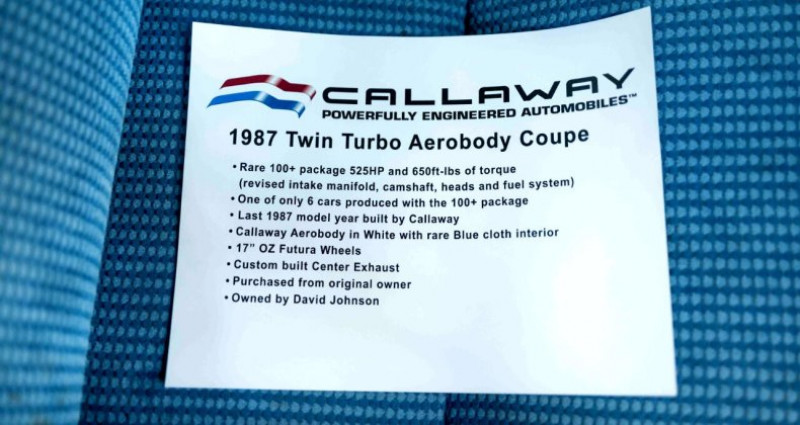 CALLAWAY
POWERFULLY ENGINEERED AUTOMOBILES™
1987 Twin Turbo Aerobody Coupe
• Rare 100+ package 525HP and 650ft-lbs of torque
(revised intake manifold, camshaft, heads and fuel system)
• One of only 6 cars produced with the 100+ package
• Last 1987 model year built by Callaway
• Callaway Aerobody in White with rare Blue cloth interior
• 17" OZ Futura Wheels
• Custom built Center Exhaust
• Purchased from original owner
• Owned by David Johnson